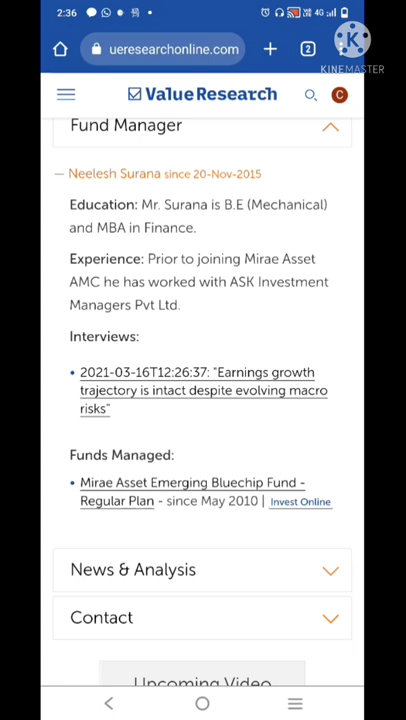 2:36
4G
ueresearchonline.com
2
K
KINEMASTER
ValueResearch
C
Fund Manager
— Neelesh Surana since 20-Nov-2015
Education: Mr. Surana is B.E (Mechanical)
and MBA in Finance.
Experience: Prior to joining Mirae Asset
AMC he has worked with ASK Investment
Managers Pvt Ltd.
Interviews:
• 2021-03-16T12:26:37: "Earnings growth
trajectory is intact despite evolving macro
risks"
Funds Managed:
• Mirae Asset Emerging Bluechip Fund -
Regular Plan - since May 2010 | Invest Online
News & Analysis
Contact
Upcoming Video